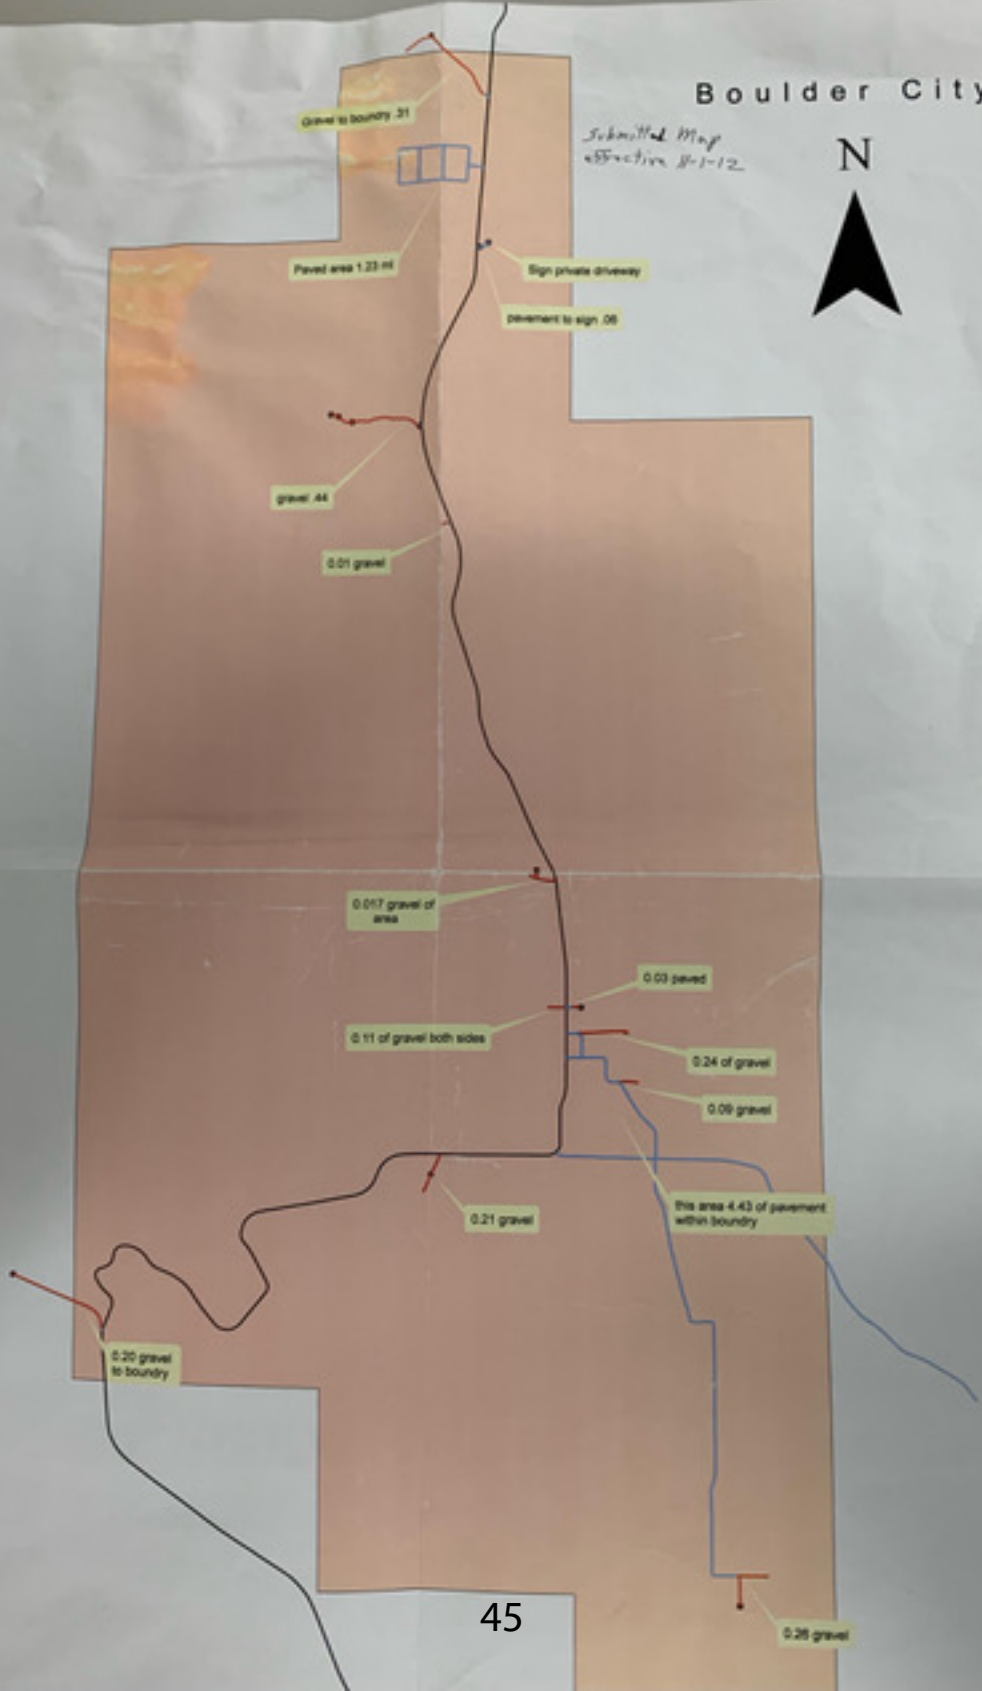 Boulder City
Submittal Map
effective 11-1-12
N
Gravel to boundry .31
Paved area 1.23 mi
Sign private driveway
pavement to sign .06
gravel .44
0.01 gravel
0.017 gravel of
area
0.03 paved
0.11 of gravel both sides
0.24 of gravel
0.09 gravel
this area 4.43 of pavement
within boundry
0.21 gravel
0.20 gravel
to boundry
45
0.26 gravel